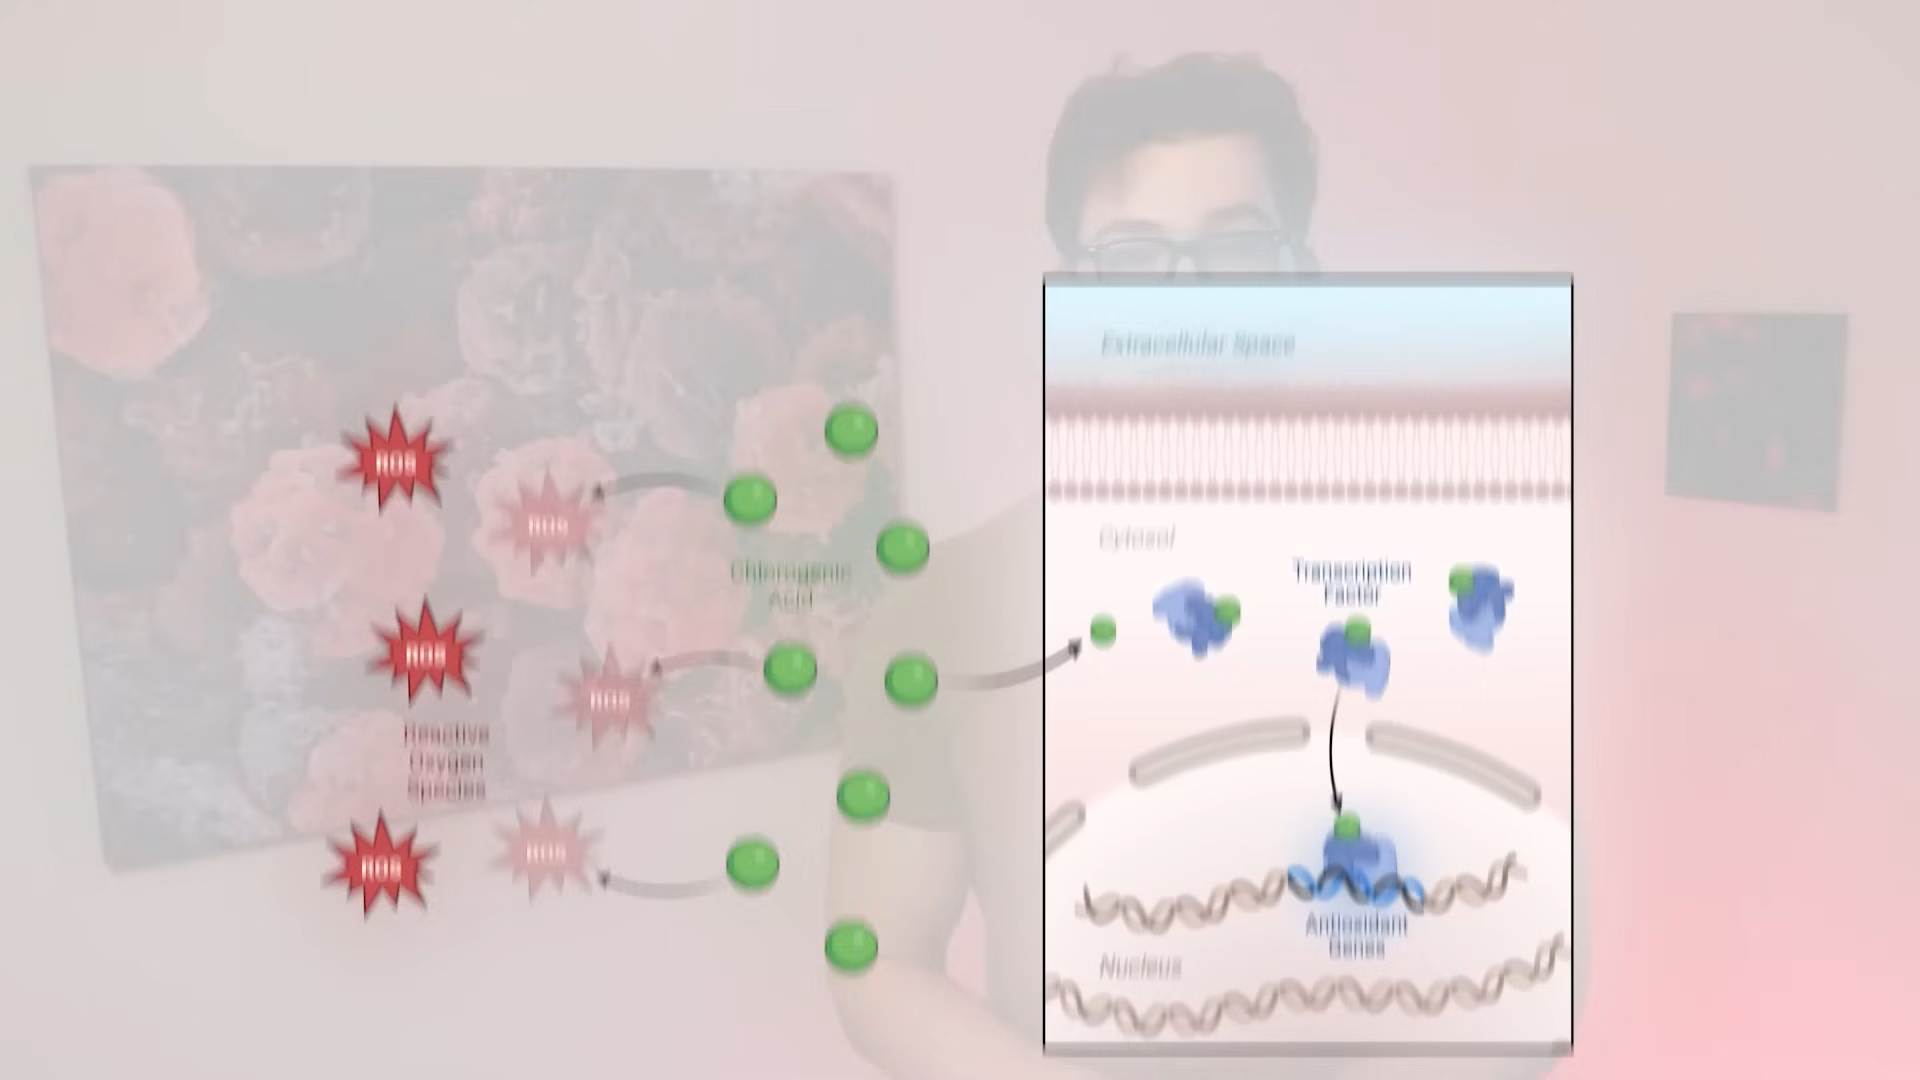 Extracellular Space
ROS
ROS
Cytosol
Transcription
Factor
Chlorogenic
Acid
ROS
ROS
Reactive
Oxygen
Species
ROS
ROS
Antioxidant
Genes
Nucleus